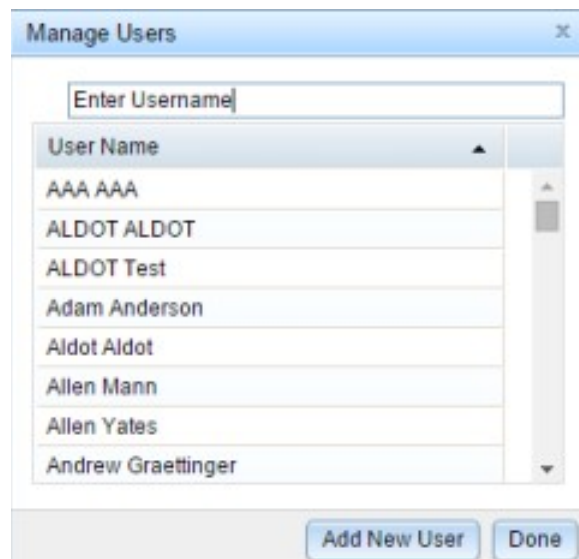 Manage Users
Enter Username
User Name
AAA AAA
ALDOT ALDOT
ALDOT Test
Adam Anderson
Aldot Aldot
Allen Mann
Allen Yates
Andrew Graettinger
Add New User Done